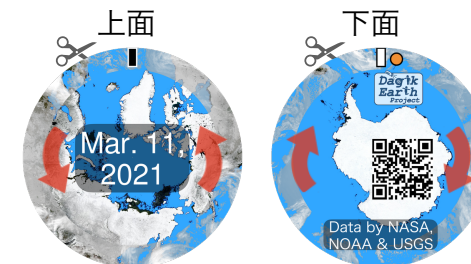 上面
下面
Mar. 11,
2021
Dagik
Earth
Project
Data by NASA,
NOAA & USGS